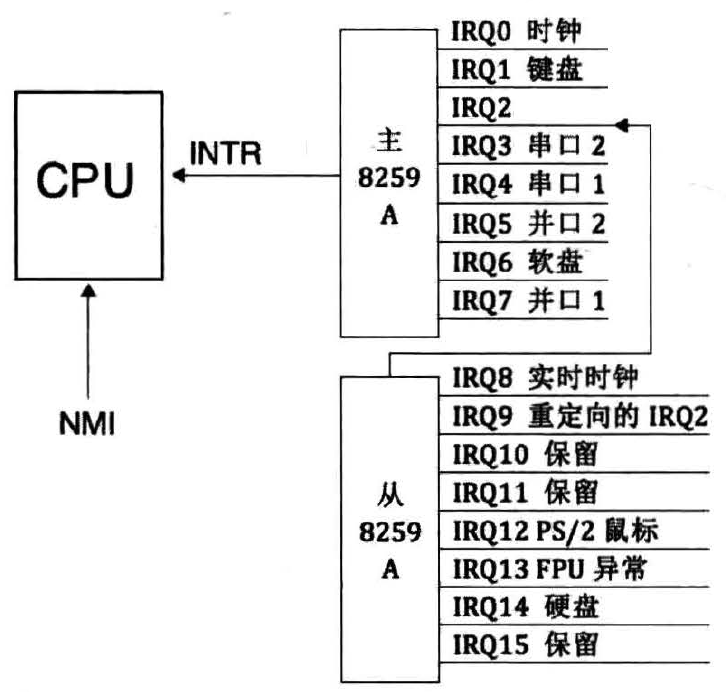 CPU
INTR
NMI
主
8259
A
IRQ0 时钟
IRQ1 键盘
IRQ2
IRQ3 串口 2
IRQ4 串口 1
IRQ5 并口 2
IRQ6 软盘
IRQ7 并口 1
从
8259
A
IRQ8 实时时钟
IRQ9 重定向的 IRQ2
IRQ10 保留
IRQ11 保留
IRQ12 PS/2 鼠标
IRQ13 FPU 异常
IRQ14 硬盘
IRQ15 保留